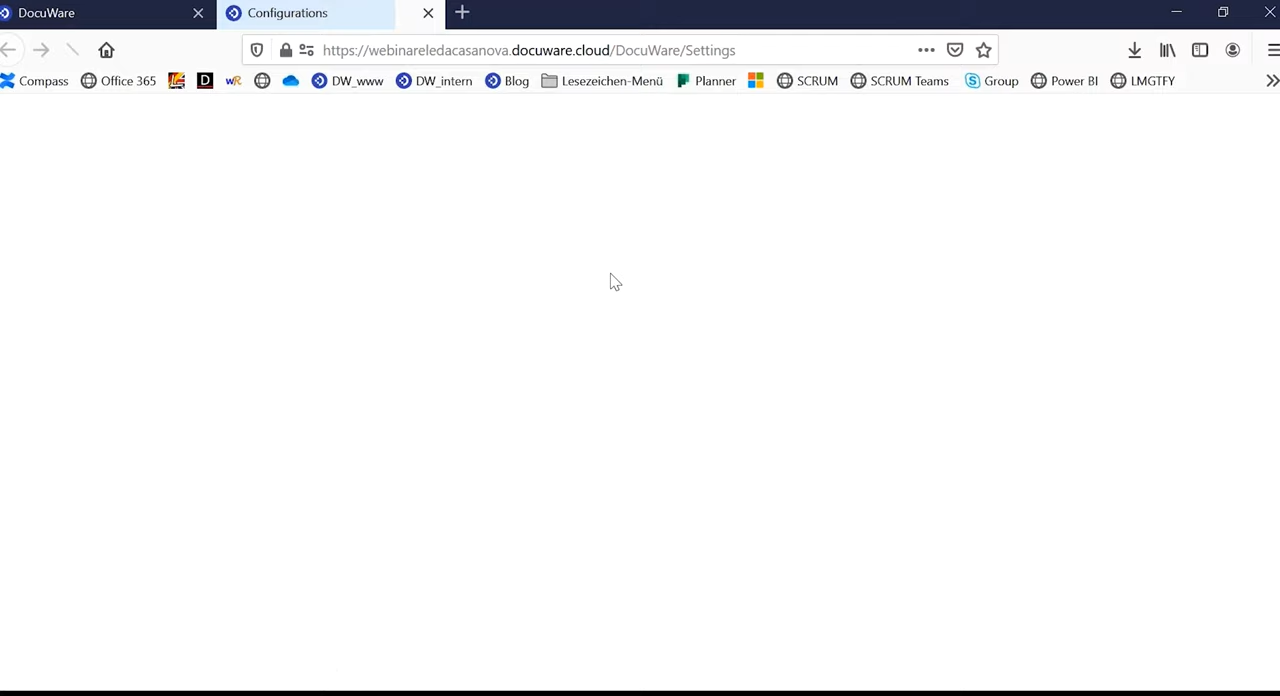 DocuWare
Configurations
https://webinareledacasanova.docuware.cloud/DocuWare/Settings
Compass
Office 365
D
wR
DW_www
DW_intern
Blog
Lesezeichen-Menü
Planner
SCRUM
SCRUM Teams
Group
Power BI
LMGTFY